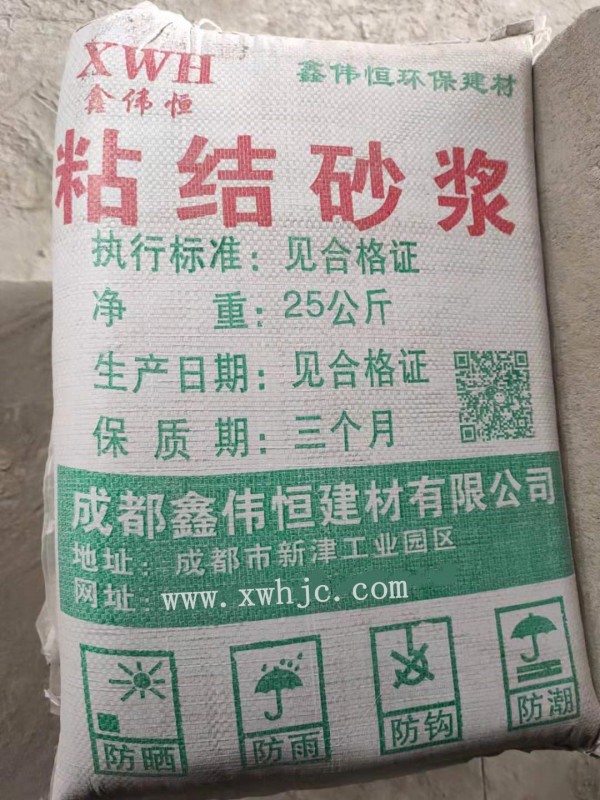 XWH
鑫伟恒
鑫伟恒环保建材
粘结砂浆
执行标准：见合格证
净 重：25公斤
生产日期：见合格证
保质期：三个月
成都鑫伟恒建材有限公司
地址：成都市新津工业园区
网址：www.xwhjc.com
防晒
防雨
防钩
防潮